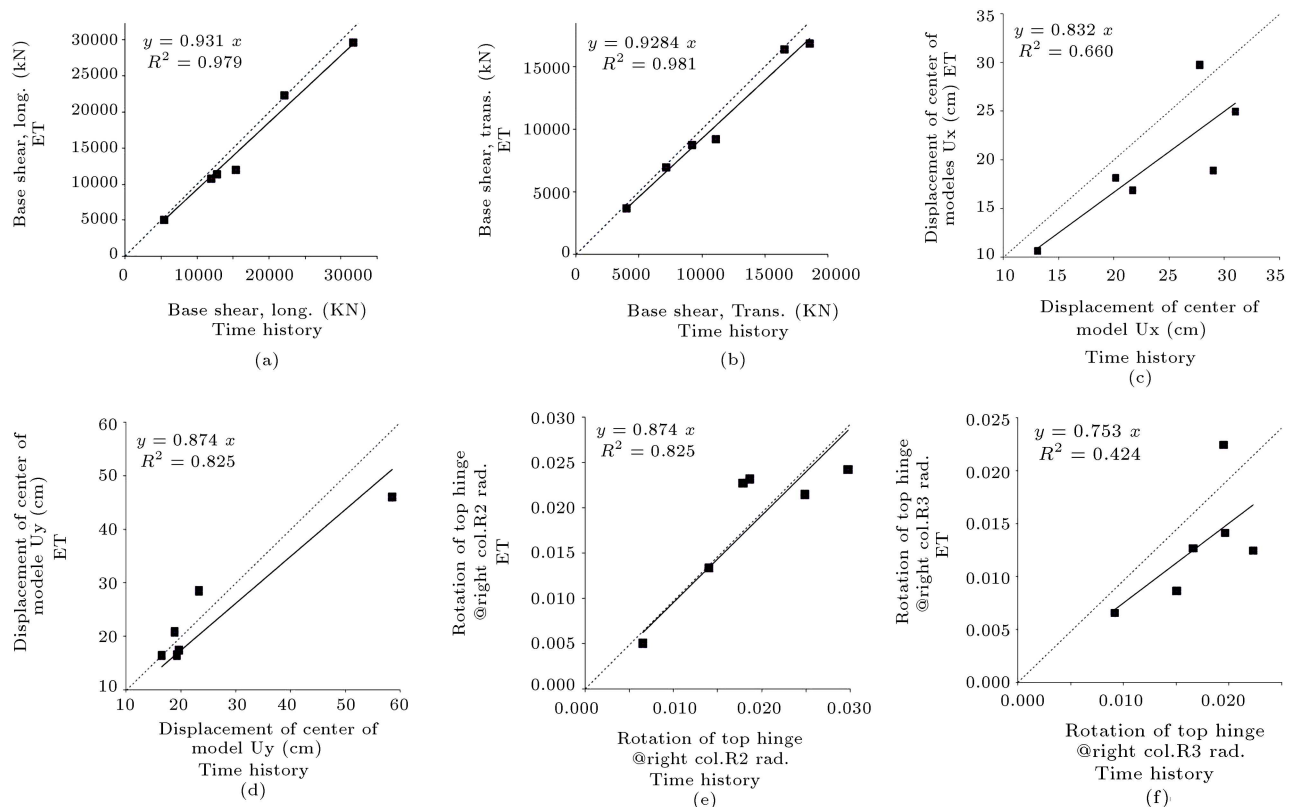 Base shear, long. (kN)
ET
30000
25000
20000
15000
10000
5000
0
y = 0.931 x
R² = 0.979
0 10000 20000 30000
Base shear, long. (KN)
Time history
(a)
Base shear, trans. (kN)
ET
15000
10000
5000
0
y = 0.9284 x
R² = 0.981
0 5000 10000 15000 20000
Base shear, Trans. (KN)
Time history
(b)
Displacement of center of
modeles Ux (cm) ET
35
30
25
20
15
10
y = 0.832 x
R² = 0.660
10 15 20 25 30 35
Displacement of center of
model Ux (cm)
Time history
(c)
Displacement of center of
modele Uy (cm)
ET
60
50
40
30
20
10
y = 0.874 x
R² = 0.825
10 20 30 40 50 60
Displacement of center of
model Uy (cm)
Time history
(d)
Rotation of top hinge
@right col.R2 rad.
ET
0.030
0.025
0.020
0.015
0.010
0.005
0.000
y = 0.874 x
R² = 0.825
0.000 0.010 0.020 0.030
Rotation of top hinge
@right col.R2 rad.
Time history
(e)
Rotation of top hinge
@right col.R3 rad.
ET
0.025
0.020
0.015
0.010
0.005
0.000
y = 0.753 x
R² = 0.424
0.000 0.010 0.020
Rotation of top hinge
@right col.R3 rad.
Time history
(f)